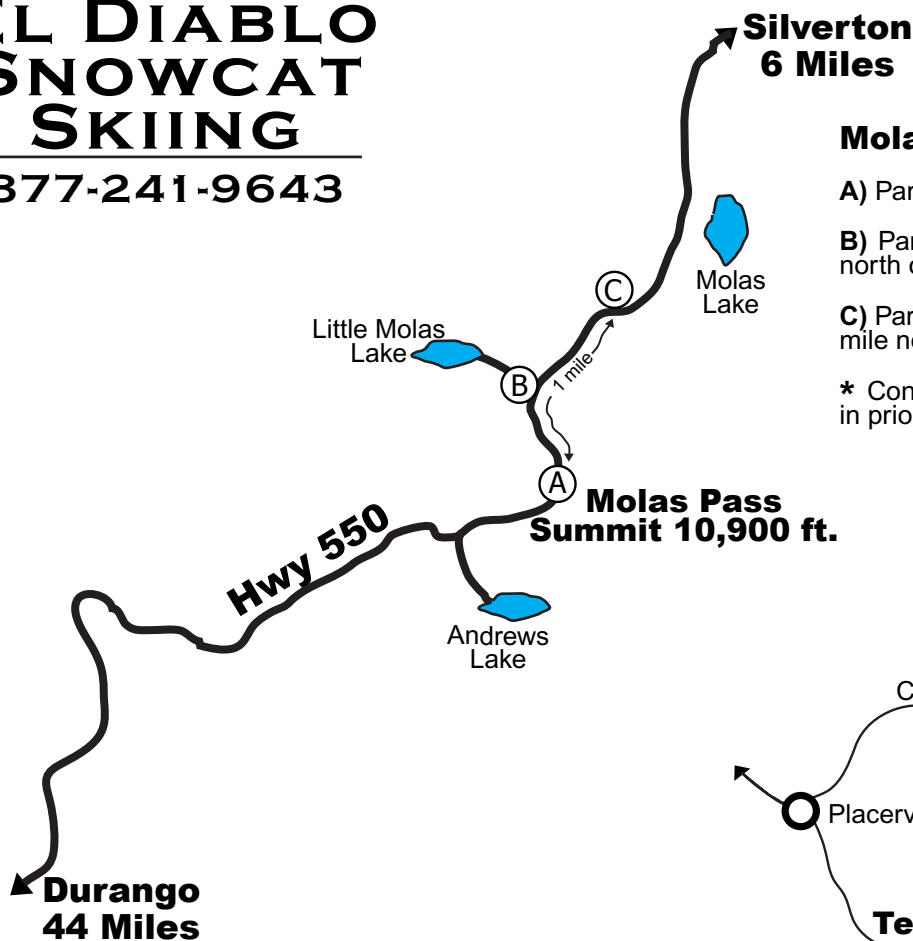 EL DIABLO
SNOWCAT
SKIING
877-241-9643
Silverton
6 Miles
Mola
A) Par
B) Par
north o
C) Par
mile no
* Con
in prio
Molas
Lake
C
Little Molas
Lake
B
1 mile
A
Molas Pass
Summit 10,900 ft.
Hwy 550
Andrews
Lake
C
Placerv
Te
Durango
44 Miles